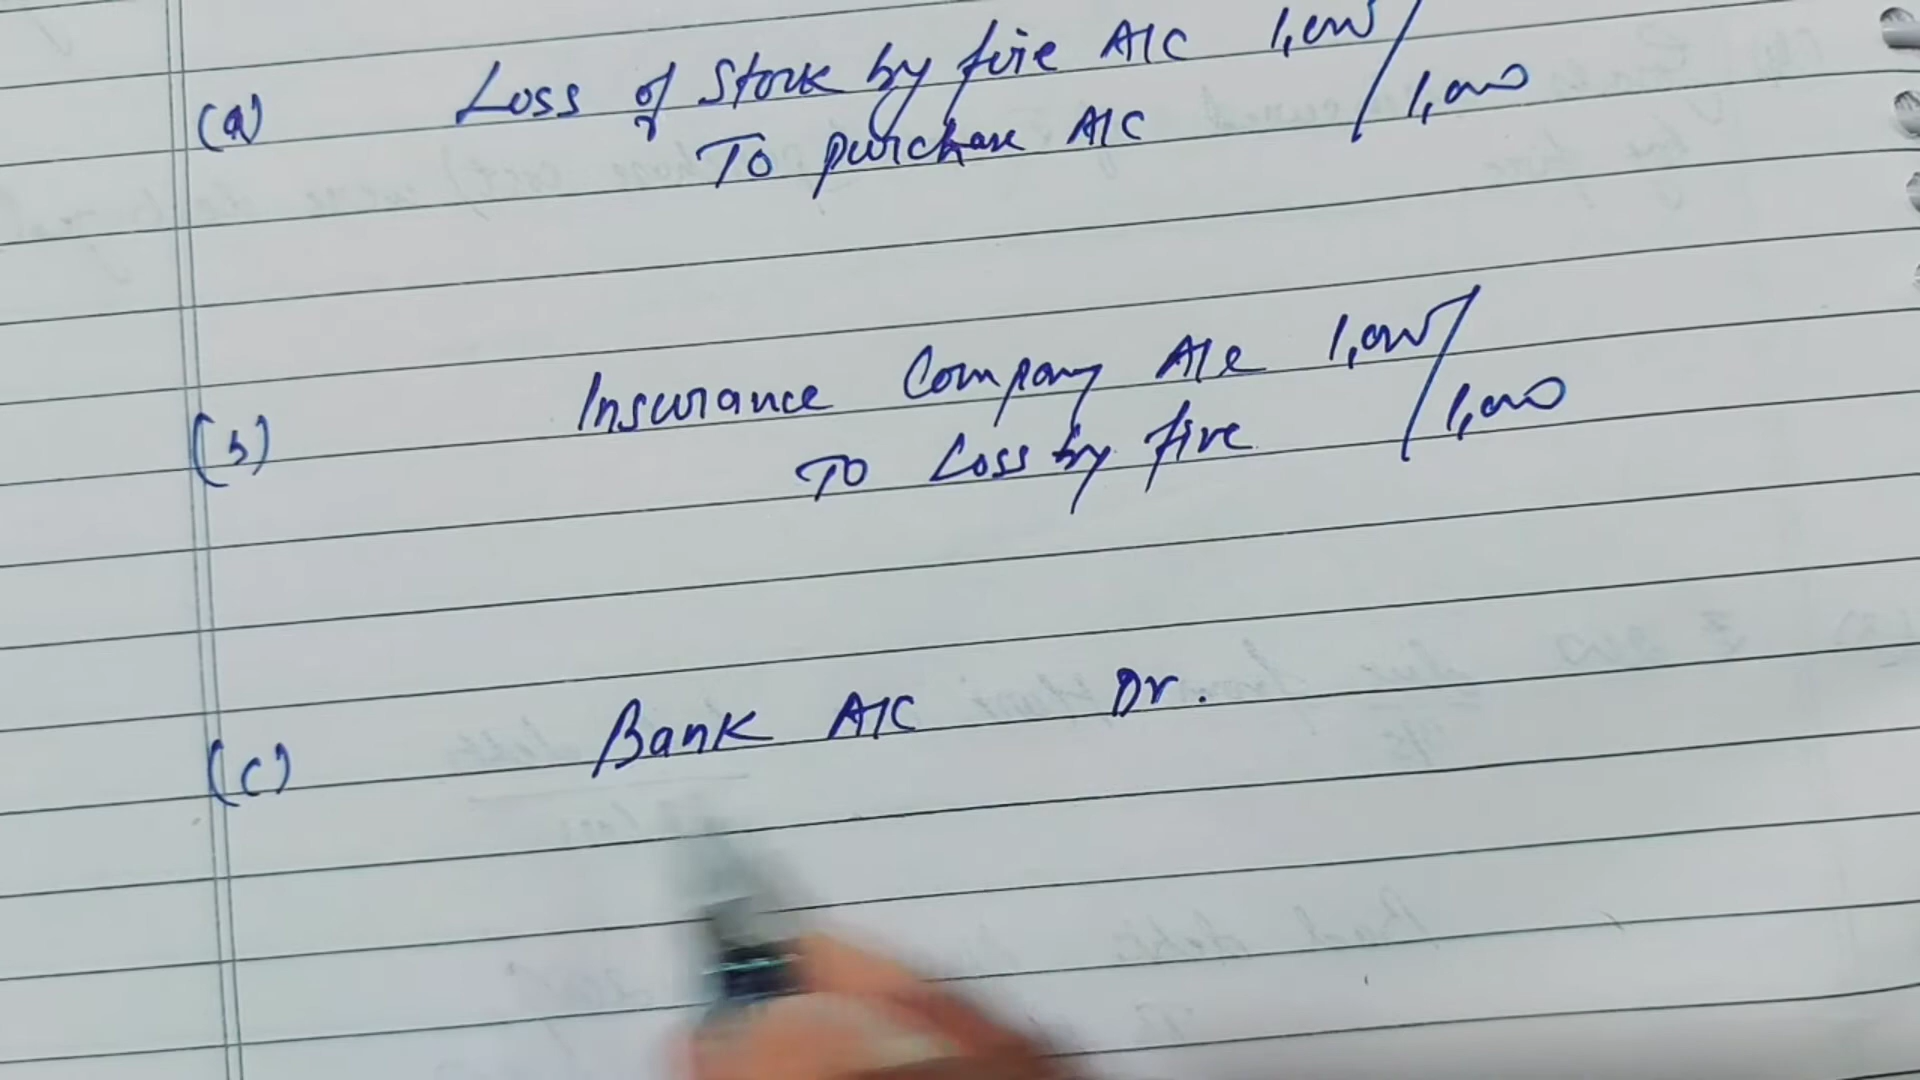 (a) Loss of Stock by fire A/C 1,000
To purchase A/C 1,000
(b) Insurance Company A/c 1,000
To Loss by fire 1,000
(c) Bank A/C Dr.